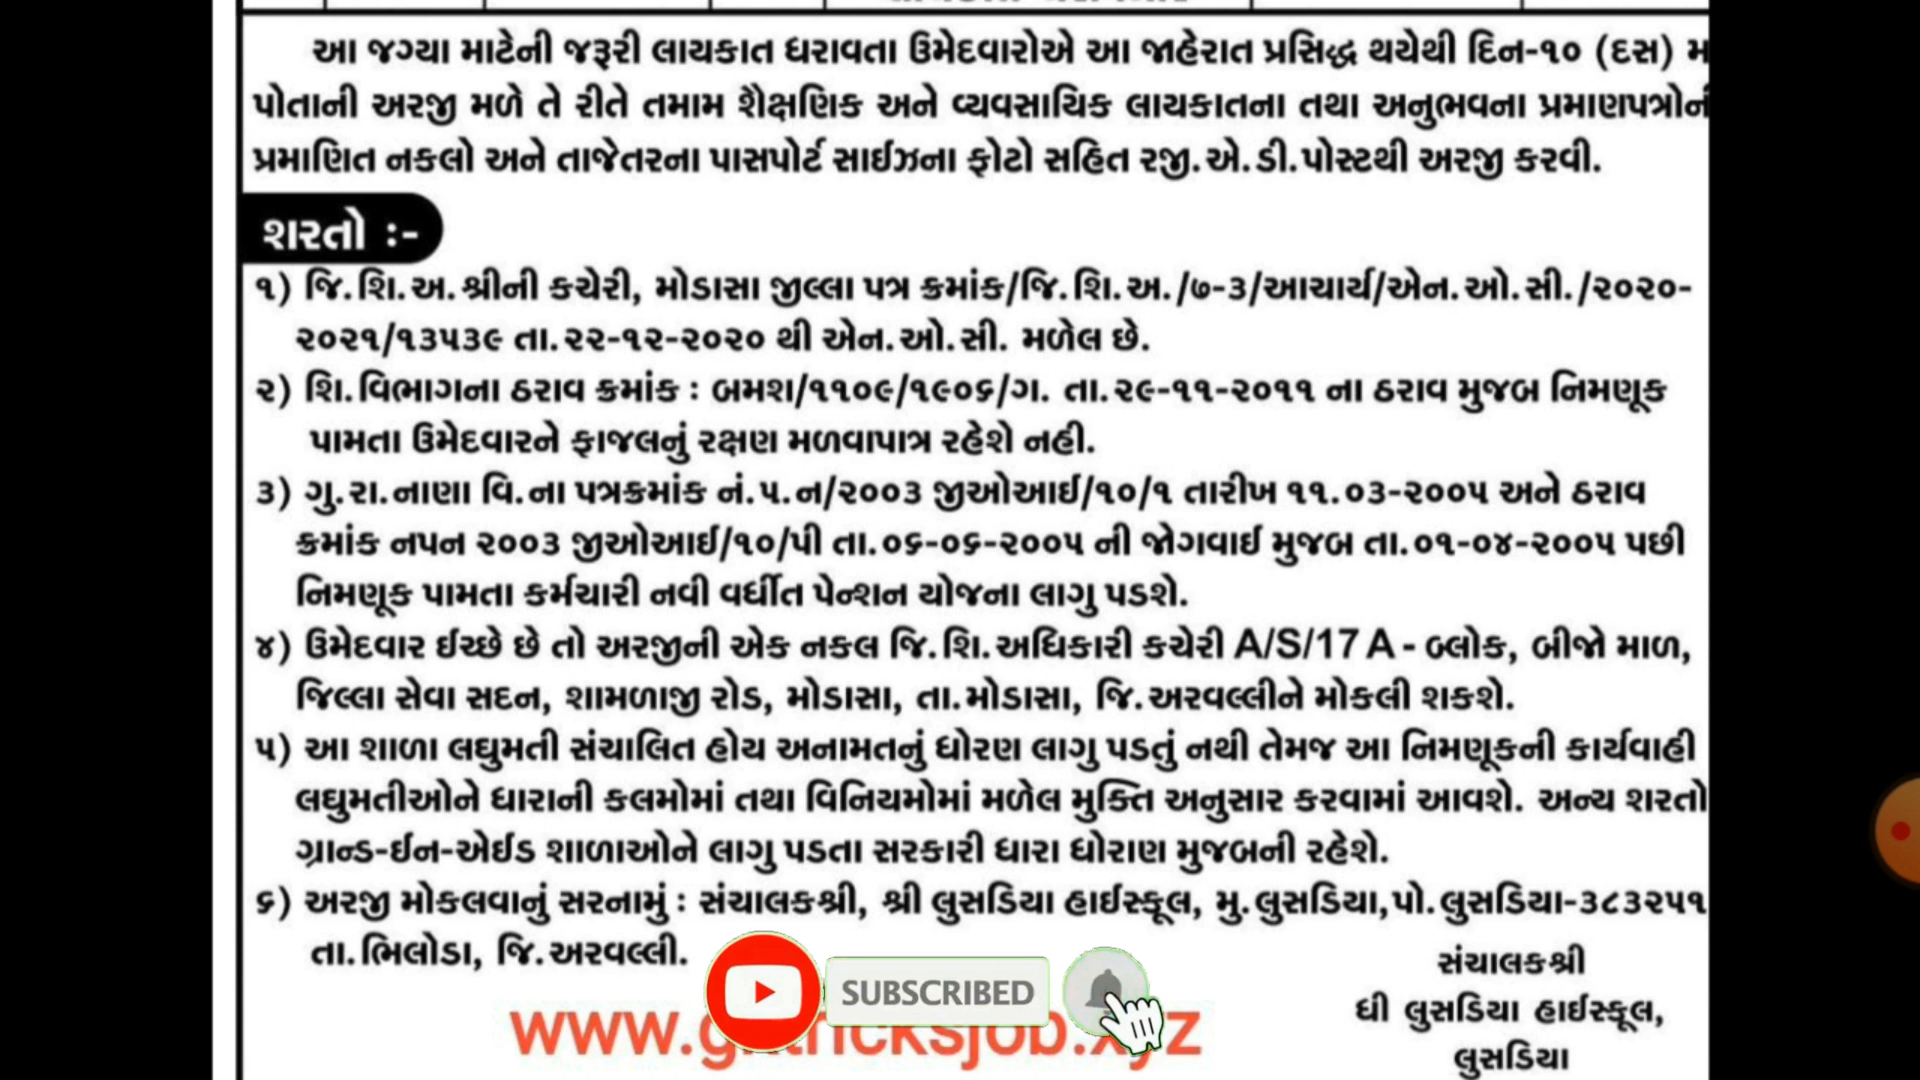 આ જગ્યા માટેની જરૂરી લાયકાત ધરાવતા ઉમેદવારોએ આ જાહેરાત પ્રસિદ્ધ થયેથી દિન-૧૦ (દસ)
પોતાની અરજી મળે તે રીતે તમામ શૈક્ષણિક અને વ્યવસાયિક લાયકાતના તથા અનુભવના પ્રમાણપત્રોની
પ્રમાણિત નકલો અને તાજેતરના પાસપોર્ટ સાઈઝના ફોટો સહિત રજી.એ.ડી.પોસ્ટથી અરજી કરવી.
શરતો :-
૧) જિ.શિ.અ.શ્રીની કચેરી, મોડાસા જીલ્લા પત્ર ક્રમાંક/જિ.શિ.અ./૭-૩/આચાર્ય/એન.ઓ.સી./૨૦૨૦-
૨૦૨૧/૧૩૫૩૯ તા.૨૨-૧૨-૨૦૨૦ થી એન.ઓ.સી. મળેલ છે.
૨) શિ.વિભાગના ઠરાવ ક્રમાંક : બમશ/૧૧૦૯/૧૯૦૬/ગ. તા.૨૯-૧૧-૨૦૧૧ ના ઠરાવ મુજબ નિમણૂક
પામતા ઉમેદવારને ફાજલનું રક્ષણ મળવાપાત્ર રહેશે નહી.
૩) ગુ.રા.નાણા વિ.ના પત્રક્રમાંક નં.પ.ન/૨૦૦૩ જીઓઆઈ/૧૦/૧ તારીખ ૧૧.૦૩-૨૦૦૫ અને ઠરાવ
ક્રમાંક નપન ૨૦૦૩ જીઓઆઈ/૧૦/પી તા.૦૬-૦૬-૨૦૦૫ ની જોગવાઈ મુજબ તા.૦૧-૦૪-૨૦૦૫ પછી
નિમણૂક પામતા કર્મચારી નવી વર્ધીત પેન્શન યોજના લાગુ પડશે.
૪) ઉમેદવાર ઈચ્છે છે તો અરજીની એક નકલ જિ.શિ.અધિકારી કચેરી A/S/17 A - બ્લોક, બીજો માળ,
જિલ્લા સેવા સદન, શામળાજી રોડ, મોડાસા, તા.મોડાસા, જિ.અરવલ્લીને મોકલી શકશે.
૫) આ શાળા લઘુમતી સંચાલિત હોય અનામતનું ધોરણ લાગુ પડતું નથી તેમજ આ નિમણૂકની કાર્યવાહી
લઘુમતીઓને ધારાની કલમોમાં તથા વિનિયમોમાં મળેલ મુક્તિ અનુસાર કરવામાં આવશે. અન્ય શરતો
ગ્રાન્ડ-ઈન-એઈડ શાળાઓને લાગુ પડતા સરકારી ધારા ધોરાણ મુજબની રહેશે.
૬) અરજી મોકલવાનું સરનામું : સંચાલકશ્રી, શ્રી લુસડિયા હાઈસ્કૂલ, મુ.લુસડિયા,પો.લુસડિયા-૩૮૩૨૫૧
તા.ભિલોડા, જિ.અરવલ્લી.
SUBSCRIBED
સંચાલકશ્રી
ધી લુસડિયા હાઈસ્કૂલ,
લુસડિયા